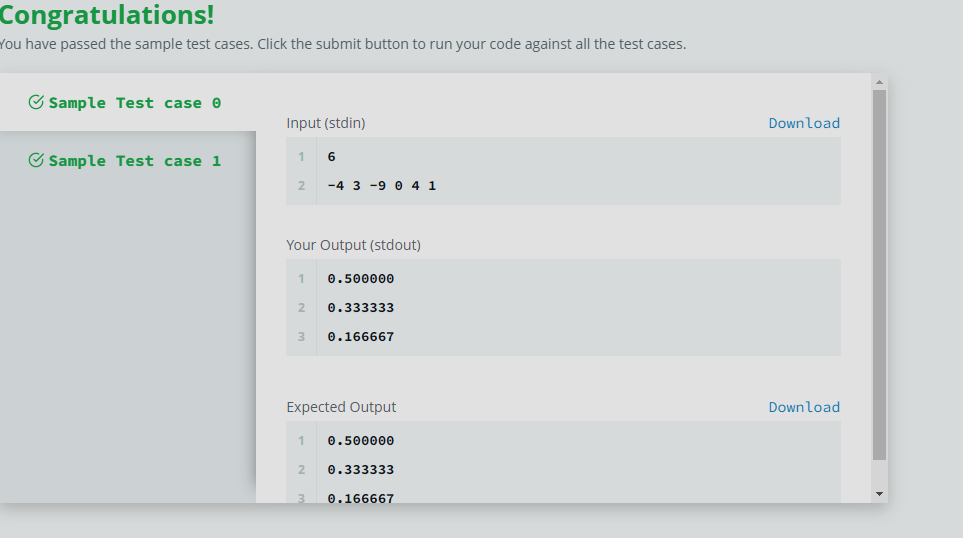 Congratulations!
You have passed the sample test cases. Click the submit button to run your code against all the test cases.
Sample Test case 0
Sample Test case 1
Input (stdin)
Download
1 6
2 -4 3 -9 0 4 1
Your Output (stdout)
1 0.500000
2 0.333333
3 0.166667
Expected Output
Download
1 0.500000
2 0.333333
3 0.166667